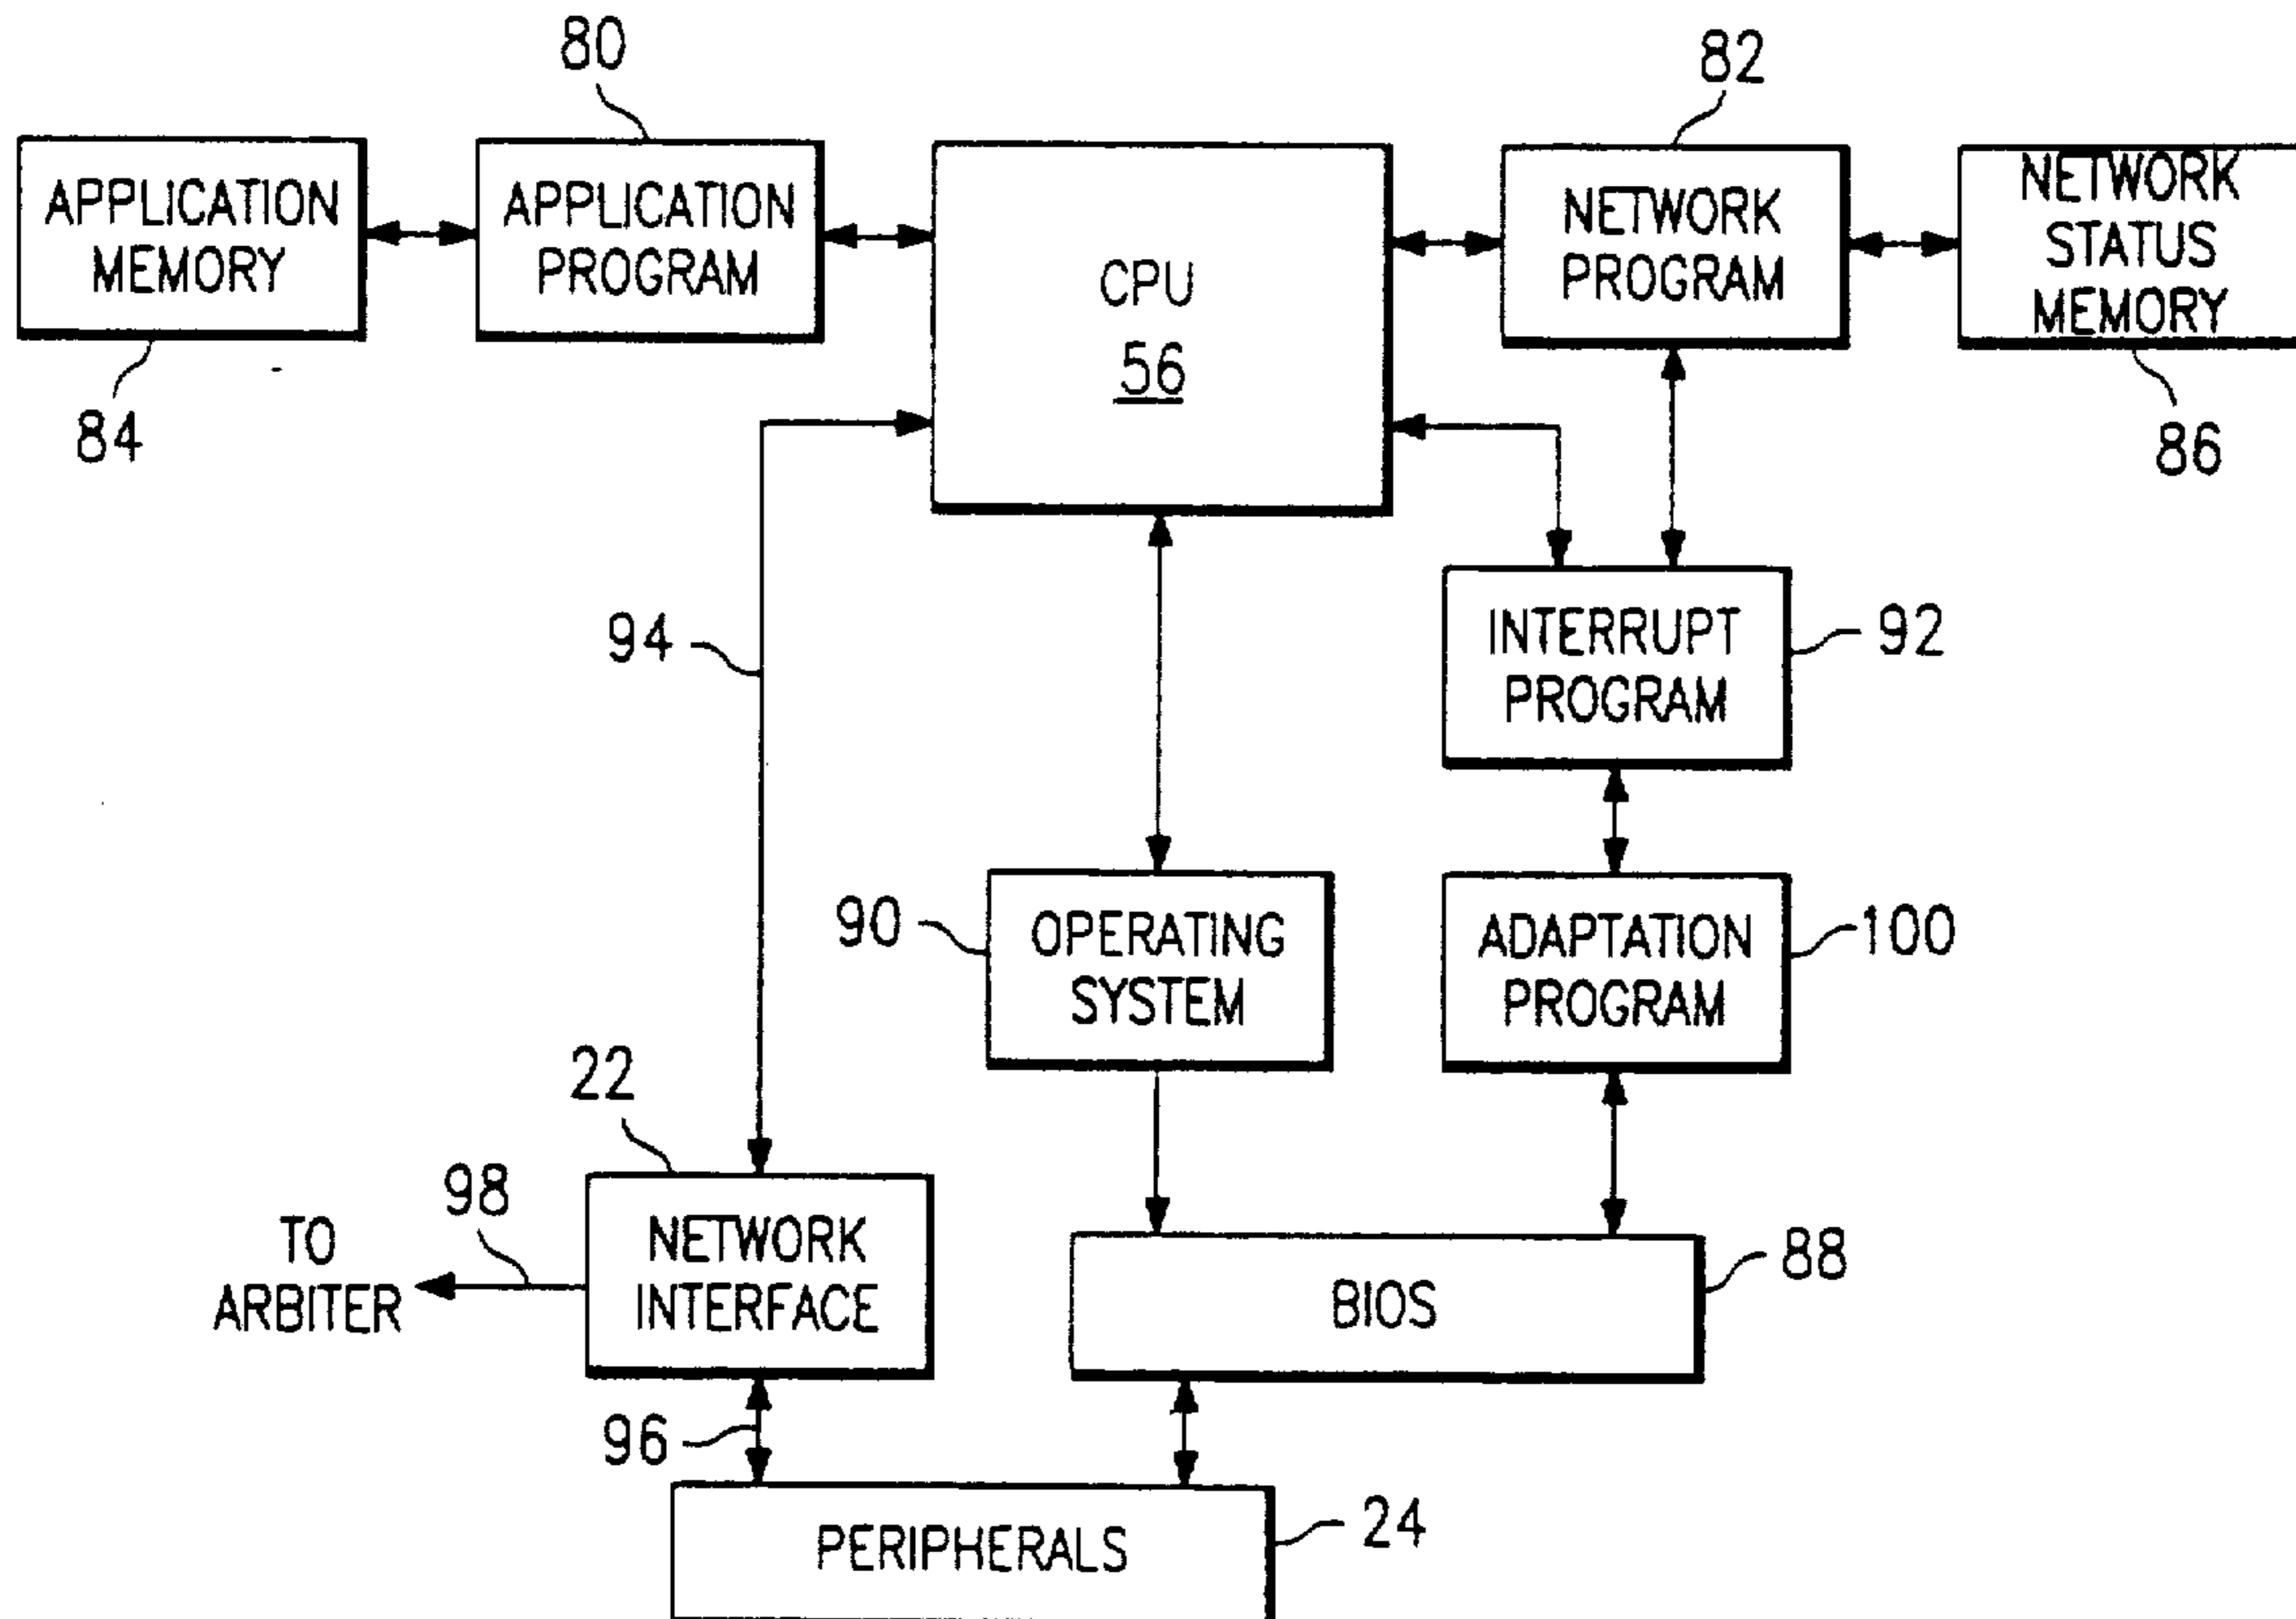 80
82
APPLICATION
MEMORY
APPLICATION
PROGRAM
CPU
56
NETWORK
PROGRAM
NETWORK
STATUS
MEMORY
84
86
94
INTERRUPT
PROGRAM
92
90
OPERATING
SYSTEM
ADAPTATION
PROGRAM
100
22
98
TO
ARBITER
NETWORK
INTERFACE
BIOS
88
96
PERIPHERALS
24